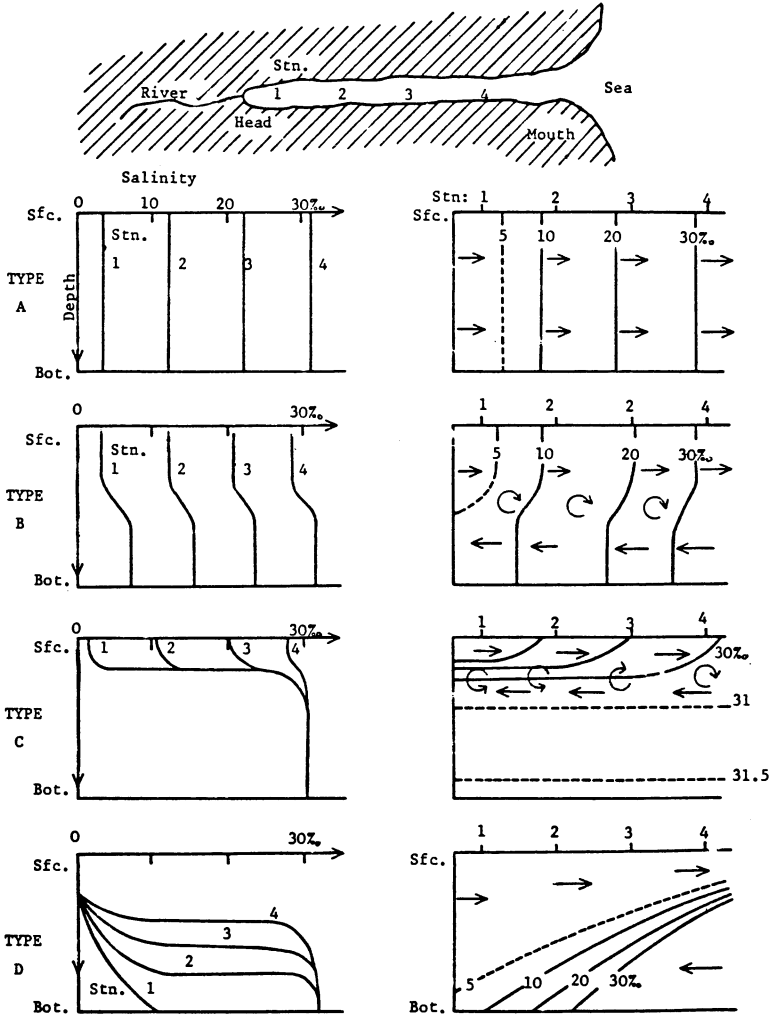 Stn.
River
1 2 3 4
Sea
Head
Mouth
Salinity
0 10 20 30‰
Sfc.
Stn.
1 2 3 4
TYPE
A
Depth
Bot.
Stn: 1 2 3 4
Sfc.
5 10 20 30‰
0 30‰
Sfc.
Stn.
1 2 3 4
TYPE
B
Bot.
1 2 2 4
5 10 20 30‰
0 30‰
Sfc.
1 2 3 4
TYPE
C
Bot.
1 2 3 4
30‰
31
31.5
0 30‰
Sfc.
4
3
2
1
Stn.
TYPE
D
Bot.
1 2 3 4
Sfc.
5 10 20 30‰
Bot.